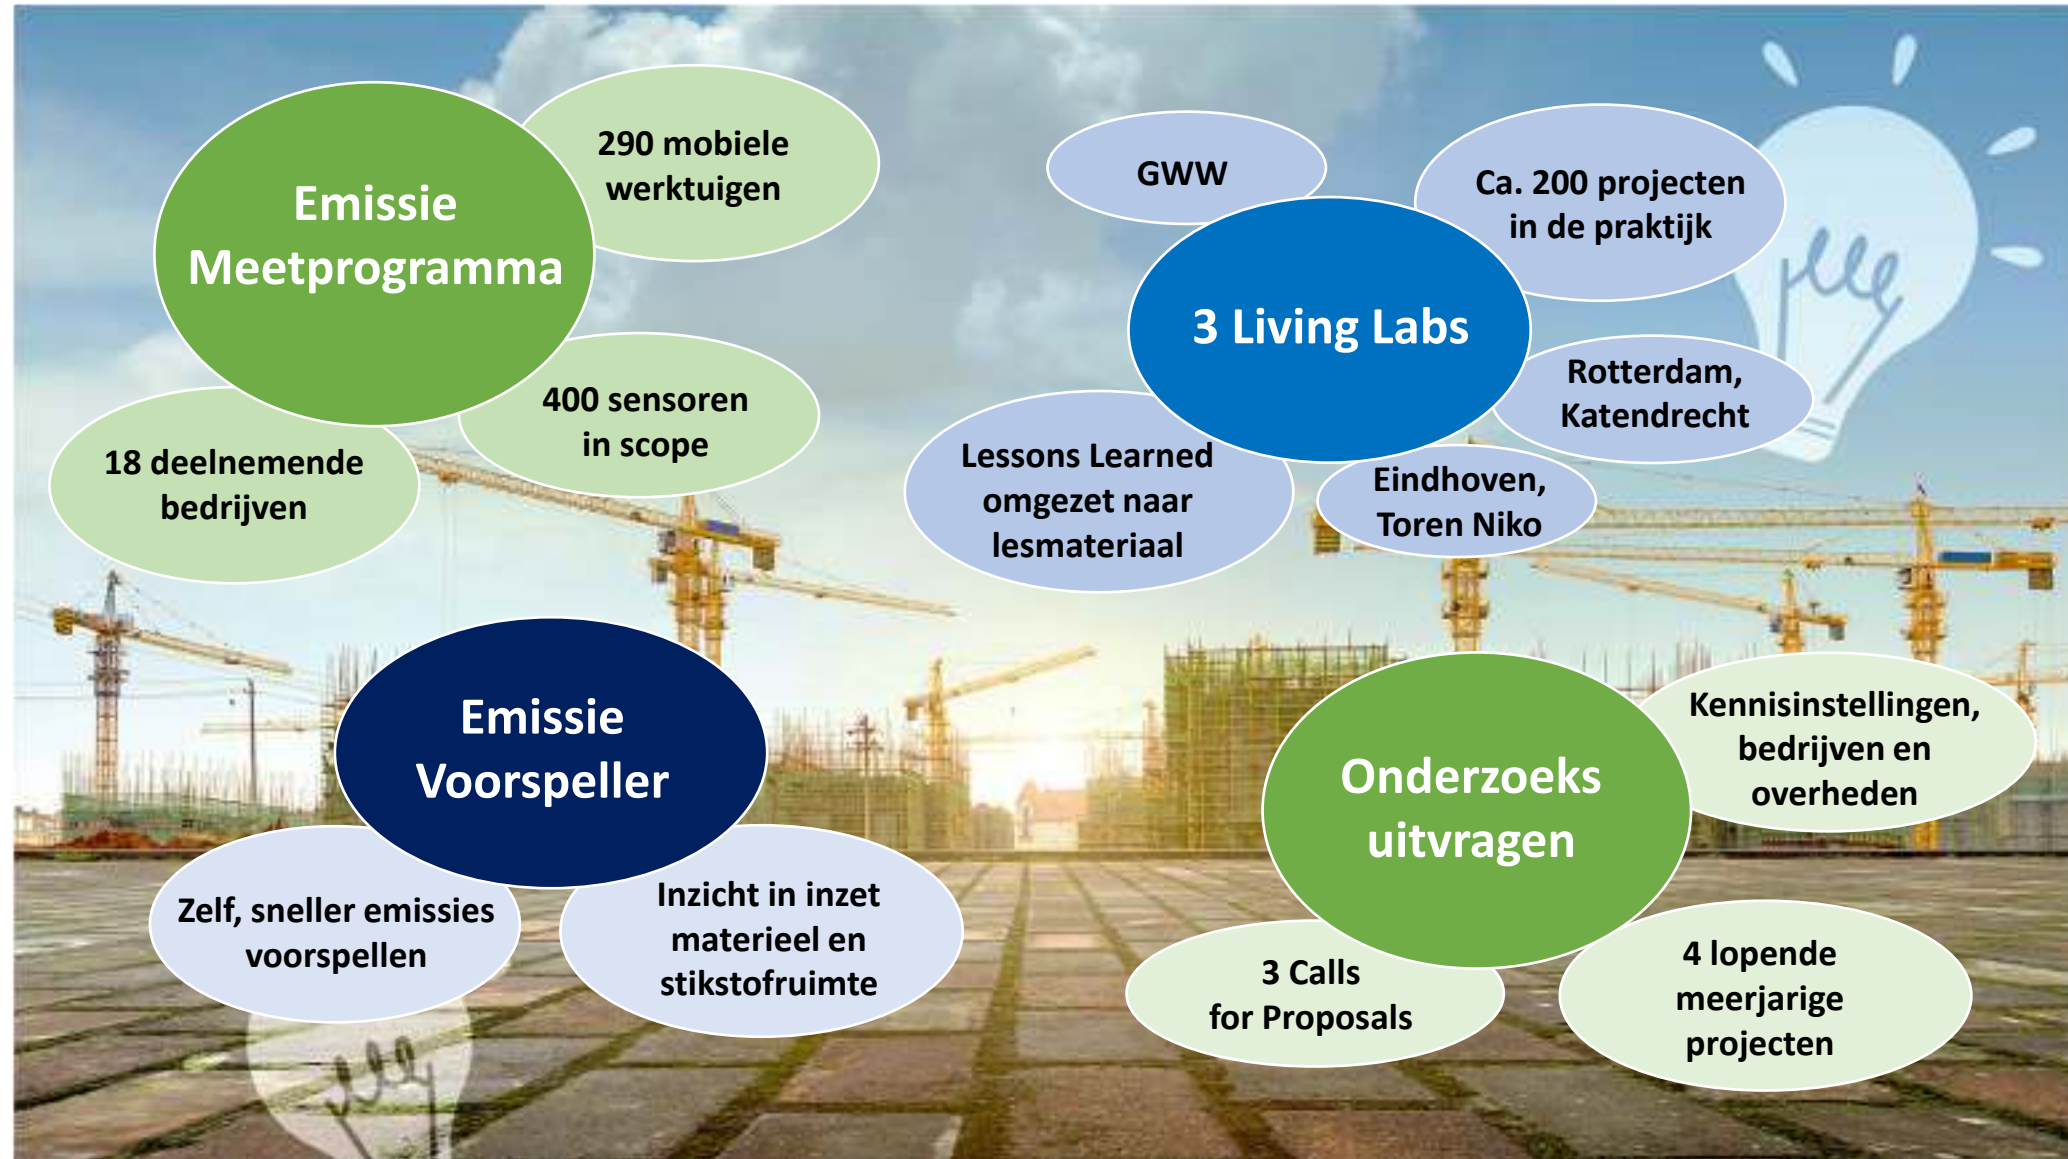 Emissie
Meetprogramma
290 mobiele
werktuigen
400 sensoren
in scope
18 deelnemende
bedrijven
GWW
Ca. 200 projecten
in de praktijk
3 Living Labs
Rotterdam,
Katendrecht
Eindhoven,
Toren Niko
Lessons Learned
omgezet naar
lesmateriaal
Emissie
Voorspeller
Zelf, sneller emissies
voorspellen
Inzicht in inzet
materieel en
stikstofruimte
Onderzoeks
uitvragen
Kennisinstellingen,
bedrijven en
overheden
3 Calls
for Proposals
4 lopende
meerjarige
projecten